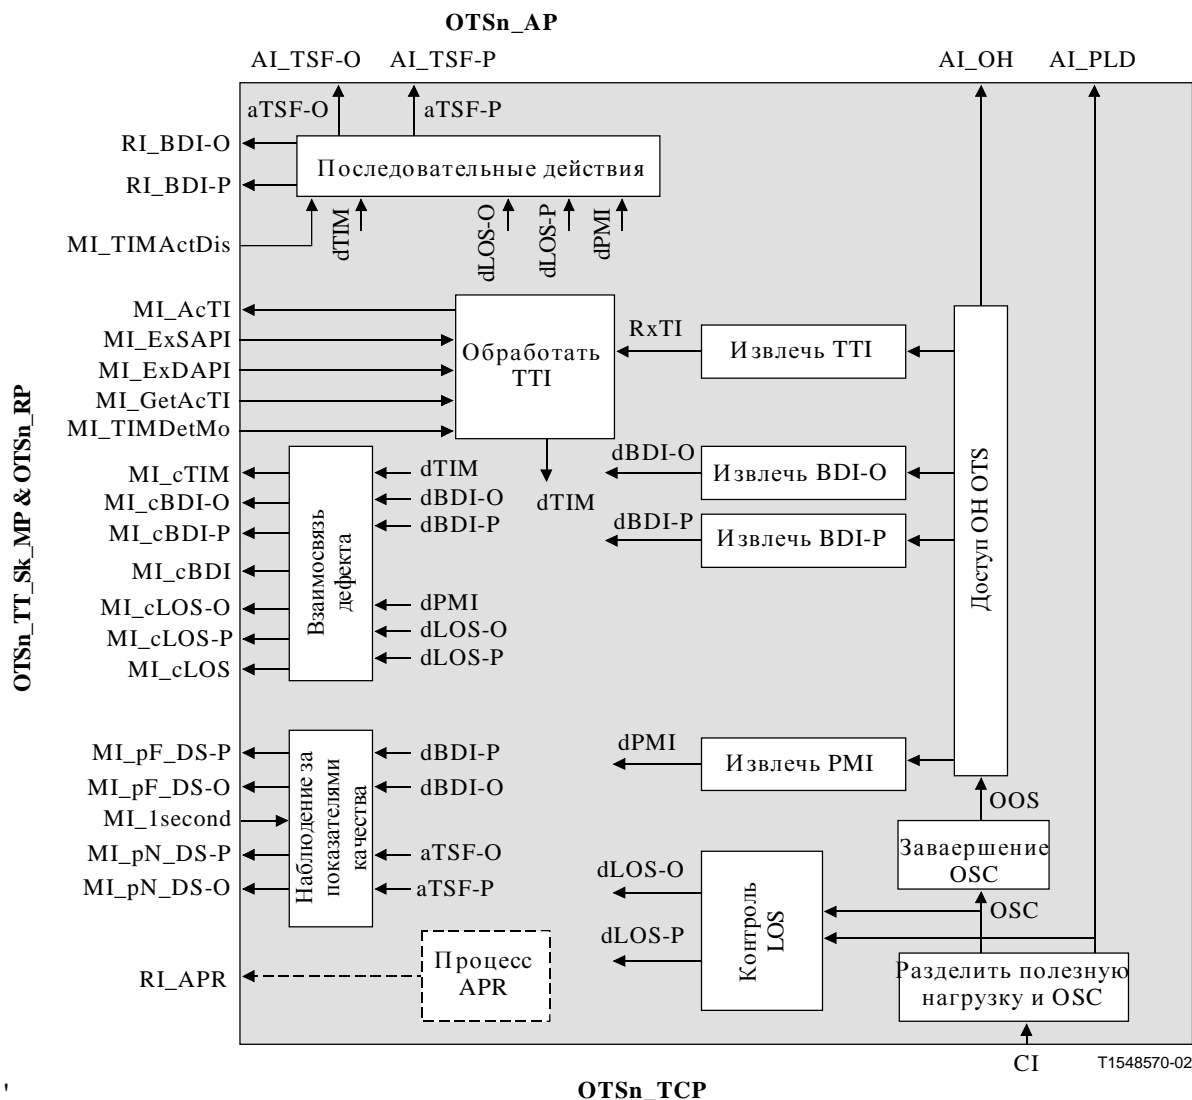 OTSn_AP
AI_TSF-O
AI_TSF-P
AI_OH
AI_PLD
aTSF-O
aTSF-P
RI_BDI-O
RI_BDI-P
Последовательные действия
MI_TIMActDis
dTIM
dLOS-O
dLOS-P
dPMI
MI_AcTI
MI_ExSAPI
MI_ExDAPI
MI_GetAcTI
MI_TIMDetMo
Обработать
TTI
RxTI
Извлечь TTI
dTIM
dBDI-O
Извлечь BDI-O
dBDI-P
Извлечь BDI-P
Доступ OH OTS
OTSn_TT_Sk_MP & OTSn_RP
MI_cTIM
MI_cBDI-O
MI_cBDI-P
MI_cBDI
MI_cLOS-O
MI_cLOS-P
MI_cLOS
Взаимосвязь
дефекта
dTIM
dBDI-O
dBDI-P
dPMI
dLOS-O
dLOS-P
MI_pF_DS-P
MI_pF_DS-O
MI_1second
MI_pN_DS-P
MI_pN_DS-O
Наблюдение за
показателями
качества
dBDI-P
dBDI-O
aTSF-O
aTSF-P
dPMI
Извлечь PMI
OOS
Заваершение
OSC
OSC
dLOS-O
dLOS-P
Контроль
LOS
RI_APR
Процесс
APR
Разделить полезную
нагрузку и OSC
CI
T1548570-02
'
OTSn_TCP